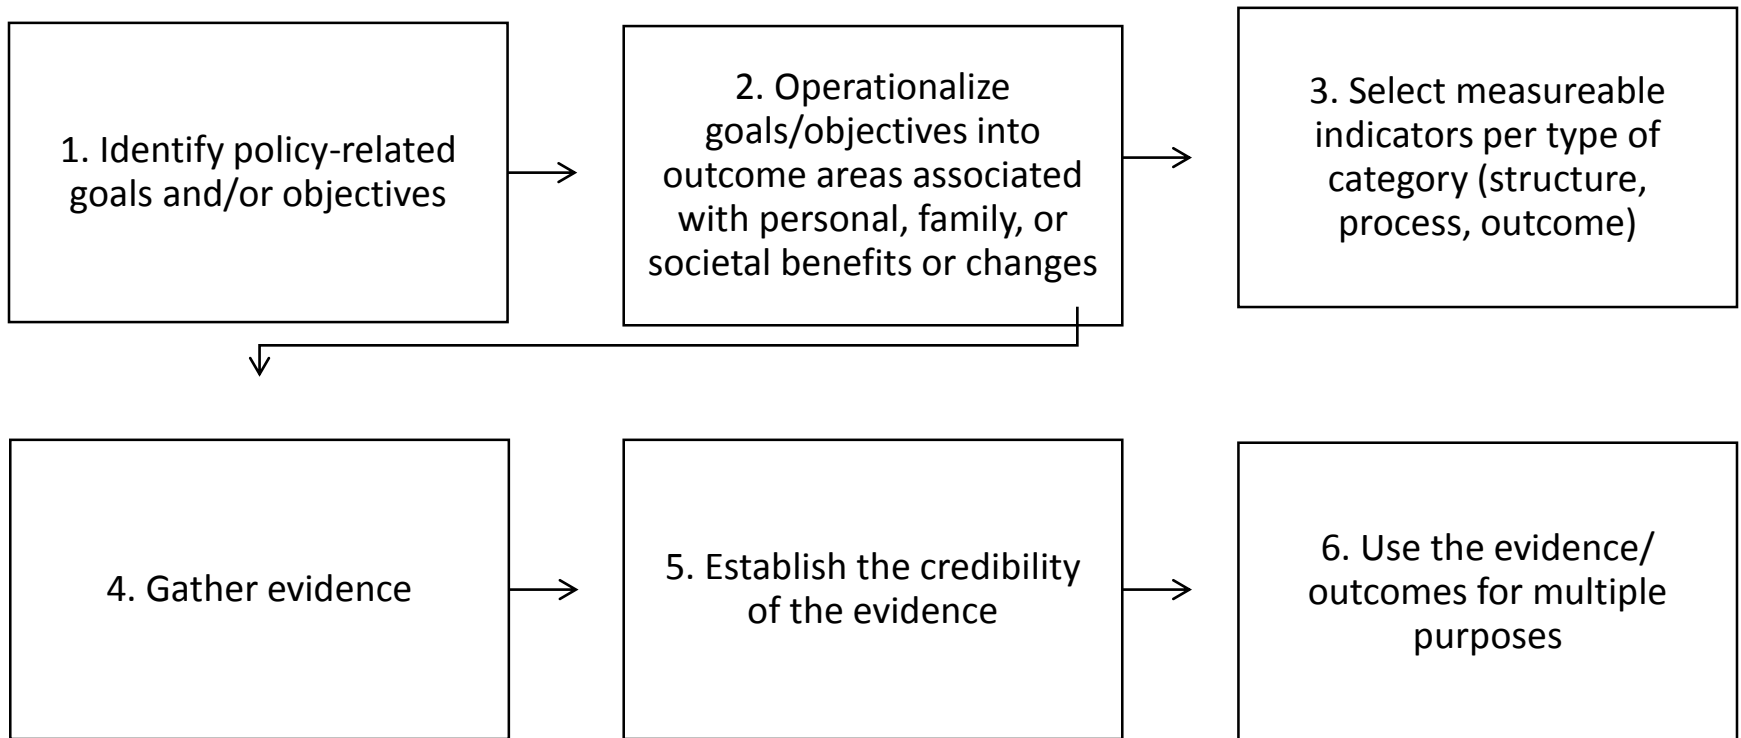 1. Identify policy-related
goals and/or objectives
2. Operationalize
goals/objectives into
outcome areas associated
with personal, family, or
societal benefits or changes
3. Select measureable
indicators per type of
category (structure,
process, outcome)
4. Gather evidence
5. Establish the credibility
of the evidence
6. Use the evidence/
outcomes for multiple
purposes